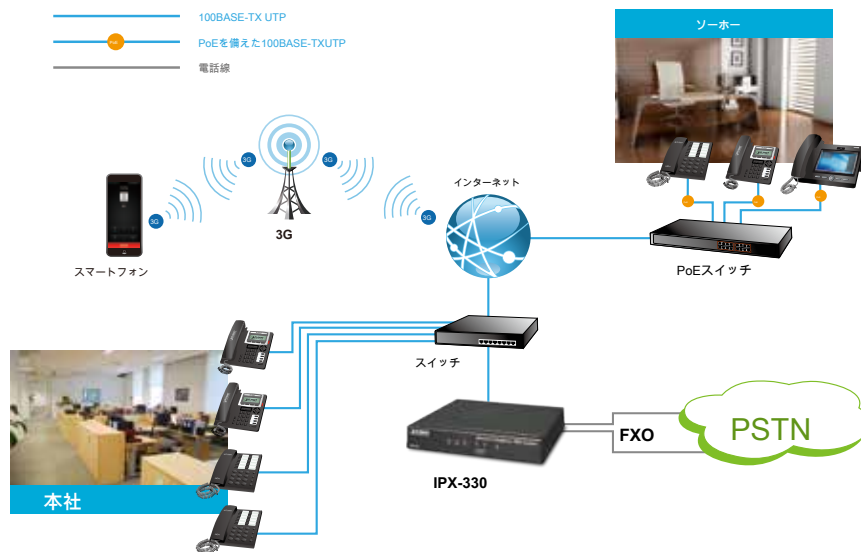 100BASE-TX UTP
PoEを備えた100BASE-TXUTP
電話線
ソーホー
3G
3G
3G
3G
3G
インターネット
スマートフォン
PoEスイッチ
スイッチ
本社
IPX-330
FXO
PSTN